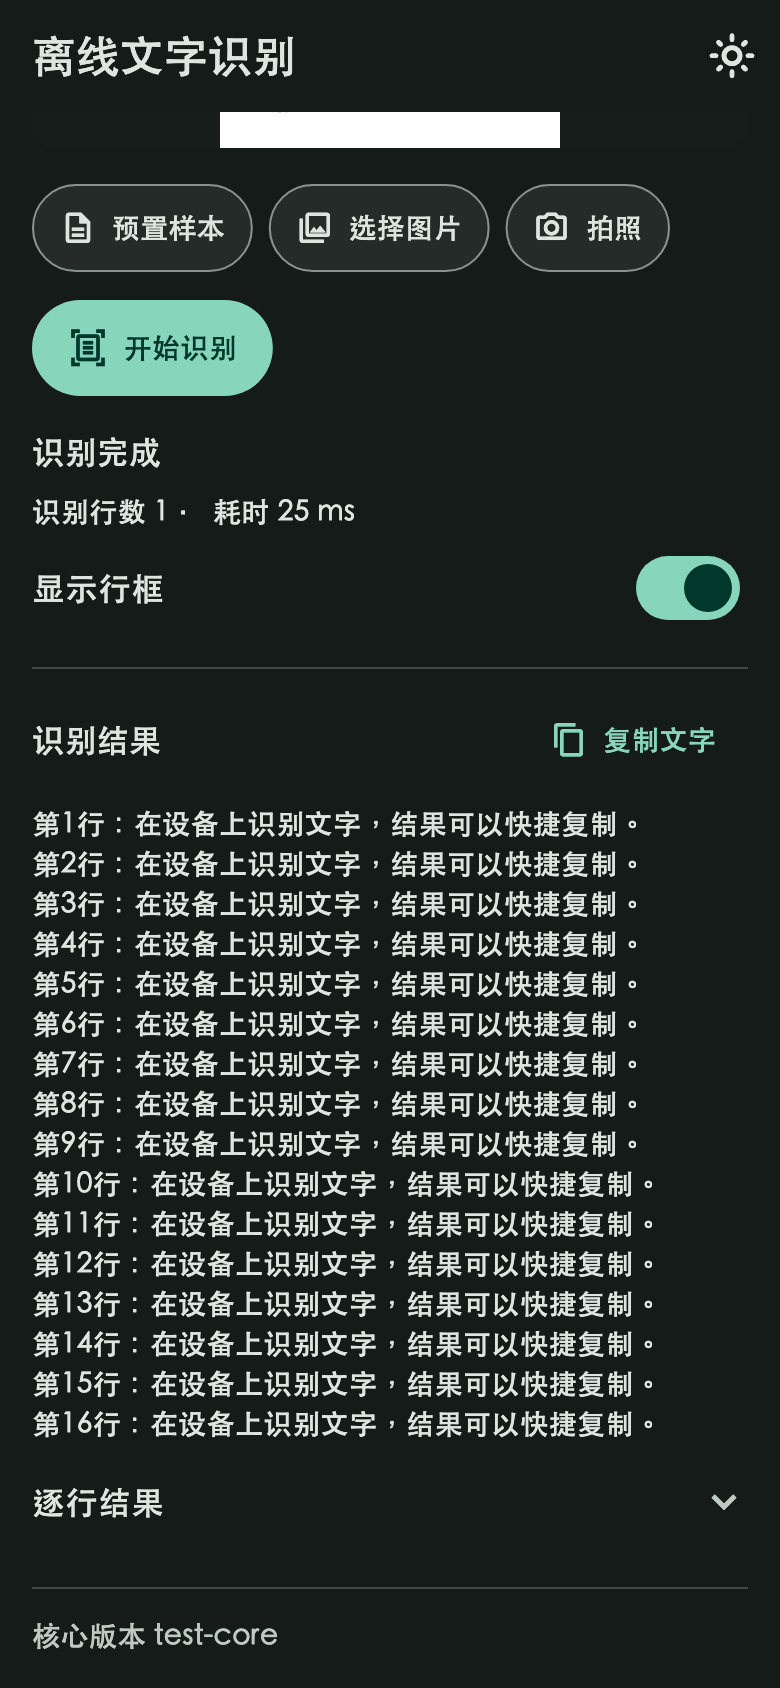 离线文字识别
预置样本 选择图片 拍照
开始识别
识别完成
识别行数 1 · 耗时 25 ms
显示行框
识别结果 复制文字
第1行：在设备上识别文字，结果可以快捷复制。
第2行：在设备上识别文字，结果可以快捷复制。
第3行：在设备上识别文字，结果可以快捷复制。
第4行：在设备上识别文字，结果可以快捷复制。
第5行：在设备上识别文字，结果可以快捷复制。
第6行：在设备上识别文字，结果可以快捷复制。
第7行：在设备上识别文字，结果可以快捷复制。
第8行：在设备上识别文字，结果可以快捷复制。
第9行：在设备上识别文字，结果可以快捷复制。
第10行：在设备上识别文字，结果可以快捷复制。
第11行：在设备上识别文字，结果可以快捷复制。
第12行：在设备上识别文字，结果可以快捷复制。
第13行：在设备上识别文字，结果可以快捷复制。
第14行：在设备上识别文字，结果可以快捷复制。
第15行：在设备上识别文字，结果可以快捷复制。
第16行：在设备上识别文字，结果可以快捷复制。
逐行结果
核心版本 test-core